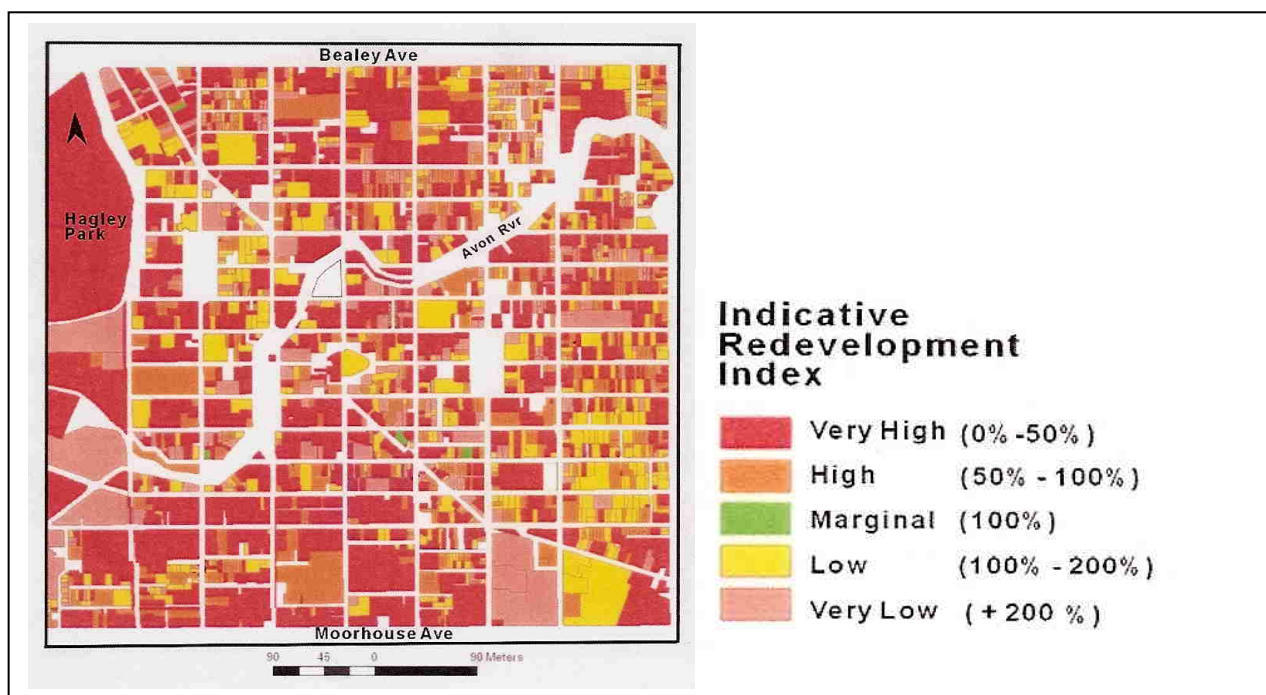 Bealey Ave
Hagley
Park
Avon Rvr
Moorhouse Ave
90 45 0 90 Meters
Indicative
Redevelopment
Index
Very High (0% -50%)
High (50% - 100%)
Marginal (100%)
Low (100% - 200%)
Very Low (+ 200 %)